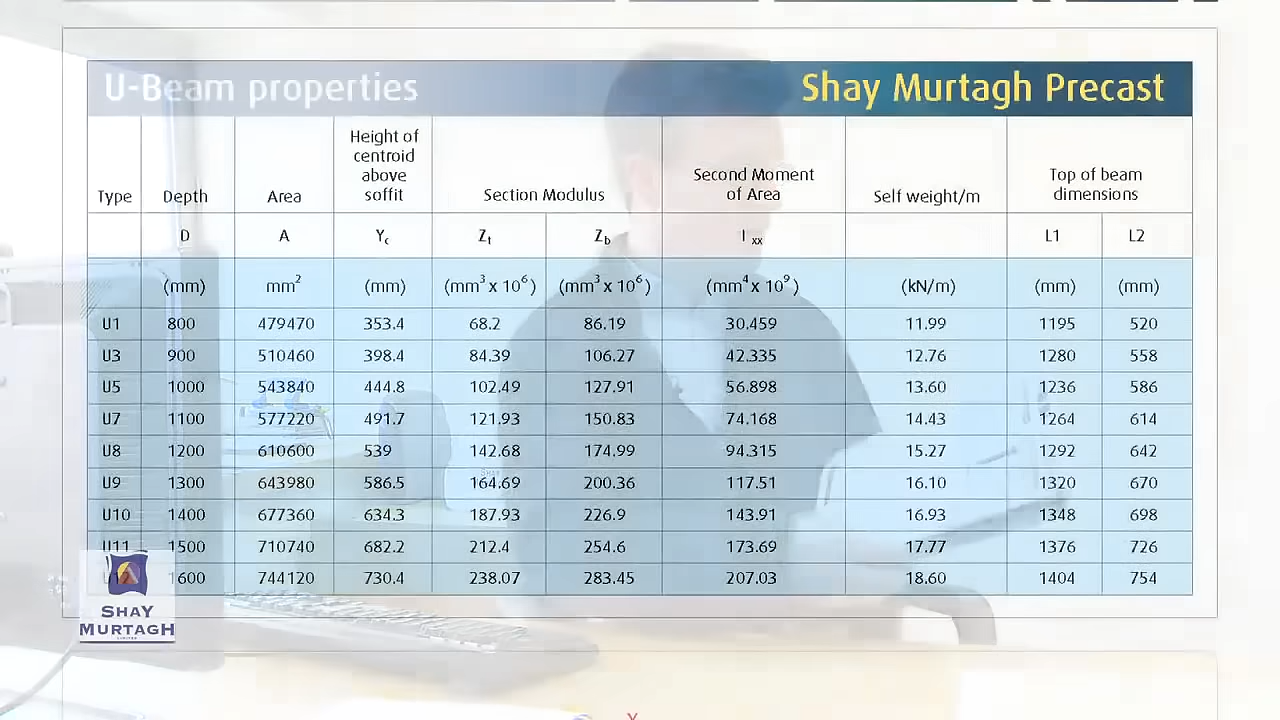 U-Beam properties Shay Murtagh Precast
Height of
centroid
above
soffit
Second Moment
of Area
Top of beam
dimensions
Type Depth Area Section Modulus Self weight/m
D A Yc Zt Zb I xx L1 L2
(mm) mm² (mm) (mm³ x 10⁶) (mm³ x 10⁶) (mm⁴ x 10⁹) (kN/m) (mm) (mm)
U1 800 479470 353.4 68.2 86.19 30.459 11.99 1195 520
U3 900 510460 398.4 84.39 106.27 42.335 12.76 1280 558
U5 1000 543840 444.8 102.49 127.91 56.898 13.60 1236 586
U7 1100 577220 491.7 121.93 150.83 74.168 14.43 1264 614
U8 1200 610600 539 142.68 174.99 94.315 15.27 1292 642
U9 1300 643980 586.5 164.69 200.36 117.51 16.10 1320 670
U10 1400 677360 634.3 187.93 226.9 143.91 16.93 1348 698
U11 1500 710740 682.2 212.4 254.6 173.69 17.77 1376 726
U12 1600 744120 730.4 238.07 283.45 207.03 18.60 1404 754
SHAY
MURTAGH
LIMITED
Y